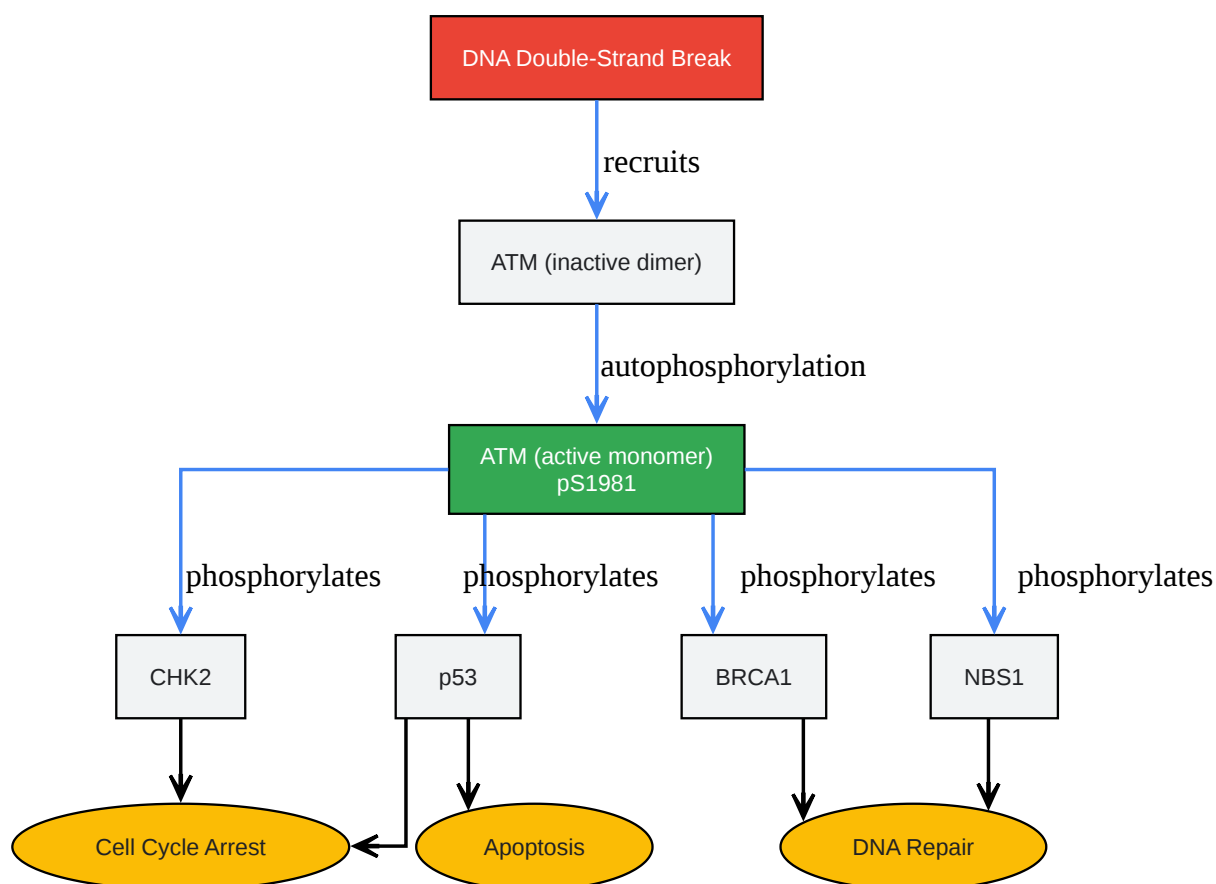 DNA Double-Strand Break
recruits
ATM (inactive dimer)
autophosphorylation
ATM (active monomer)
pS1981
phosphorylates
phosphorylates
phosphorylates
phosphorylates
CHK2
p53
BRCA1
NBS1
Cell Cycle Arrest
Apoptosis
DNA Repair